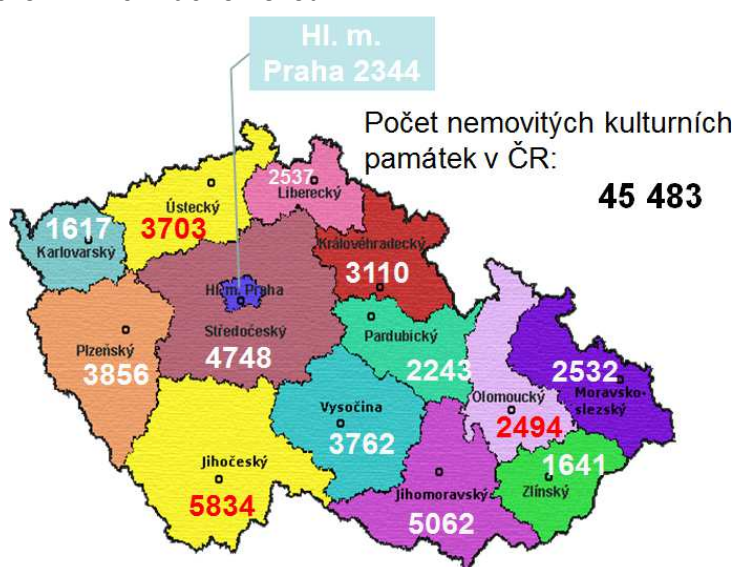 Hl. m.
Praha 2344
Počet nemovitých kulturních
památek v ČR:
45 483
2537
Liberecký
Ústecký
3703
1617
Karlovarský
Královéhradecký
3110
Hl. m. Praha
Středočeský
4748
Plzeňský
3856
Pardubický
2243
2532
Moravsko-
slezský
Olomoucký
2494
Vysočina
3762
1641
Zlínský
Jihočeský
5834
Jihomoravský
5062